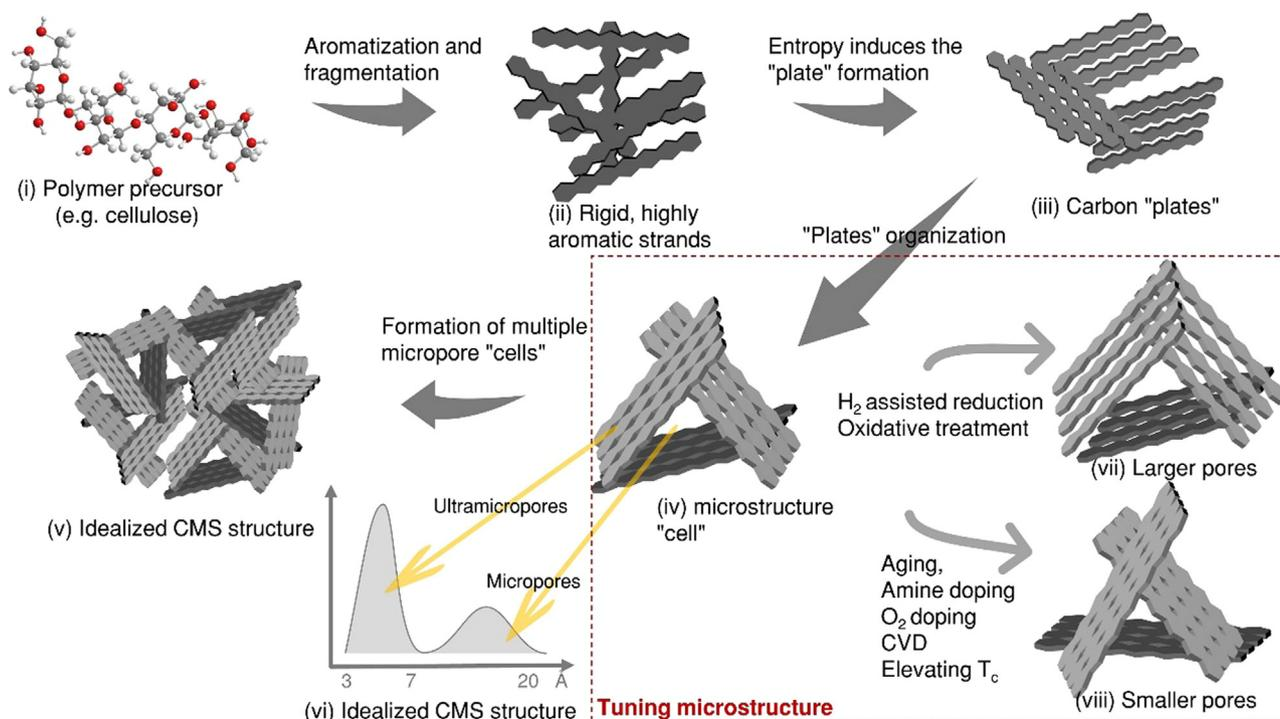 Aromatization and
fragmentation
Entropy induces the
"plate" formation
(i) Polymer precursor
(e.g. cellulose)
(ii) Rigid, highly
aromatic strands
(iii) Carbon "plates"
"Plates" organization
Formation of multiple
micropore "cells"
H₂ assisted reduction
Oxidative treatment
(vii) Larger pores
(v) Idealized CMS structure
Ultramicropores
(iv) microstructure
"cell"
Micropores
Aging,
Amine doping
O₂ doping
CVD
Elevating T꜀
3 7 20 Å
(vi) Idealized CMS structure
Tuning microstructure
(viii) Smaller pores